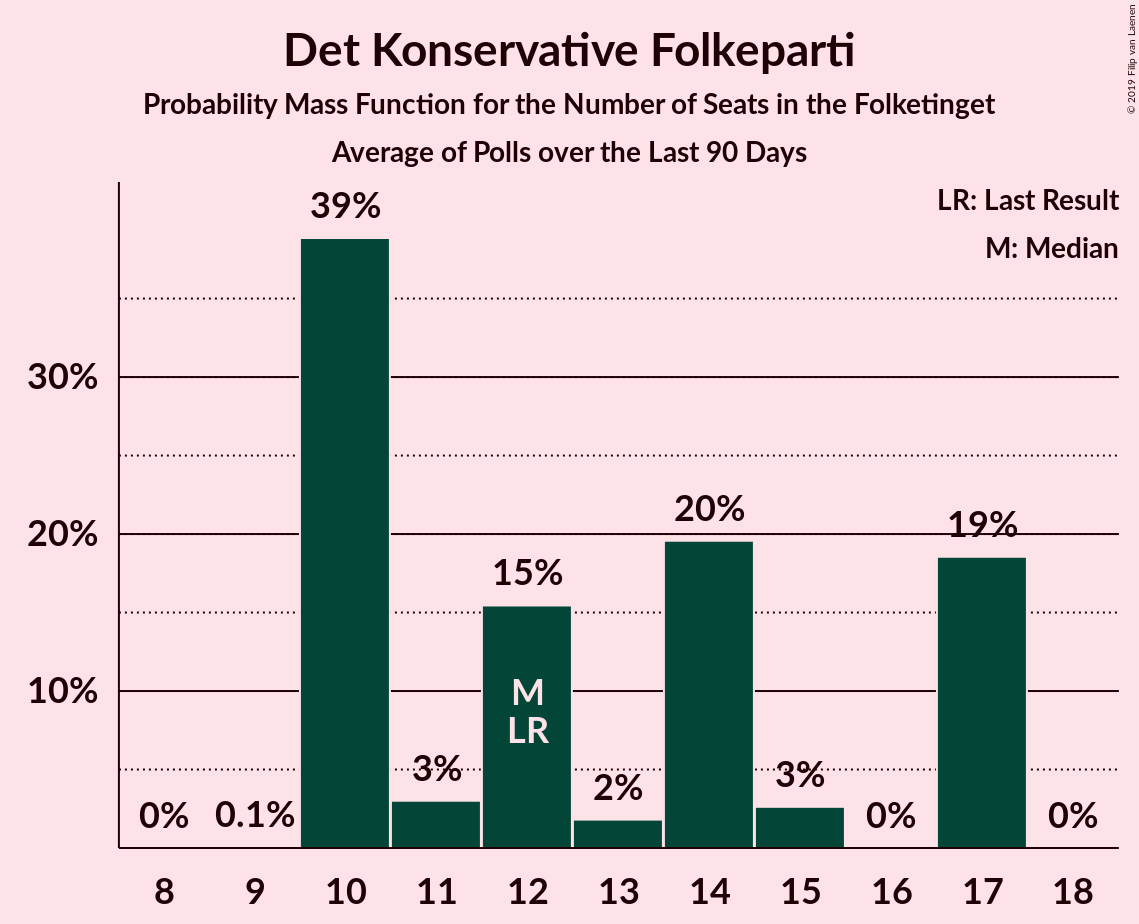 Det Konservative Folkeparti
Probability Mass Function for the Number of Seats in the Folketinget
Average of Polls over the Last 90 Days
© 2019 Filip van Laenen
LR: Last Result
M: Median
39%
30%
20%
20%
19%
15%
10%
M
LR
3%
2%
3%
0%
0.1%
0%
0%
8 9 10 11 12 13 14 15 16 17 18